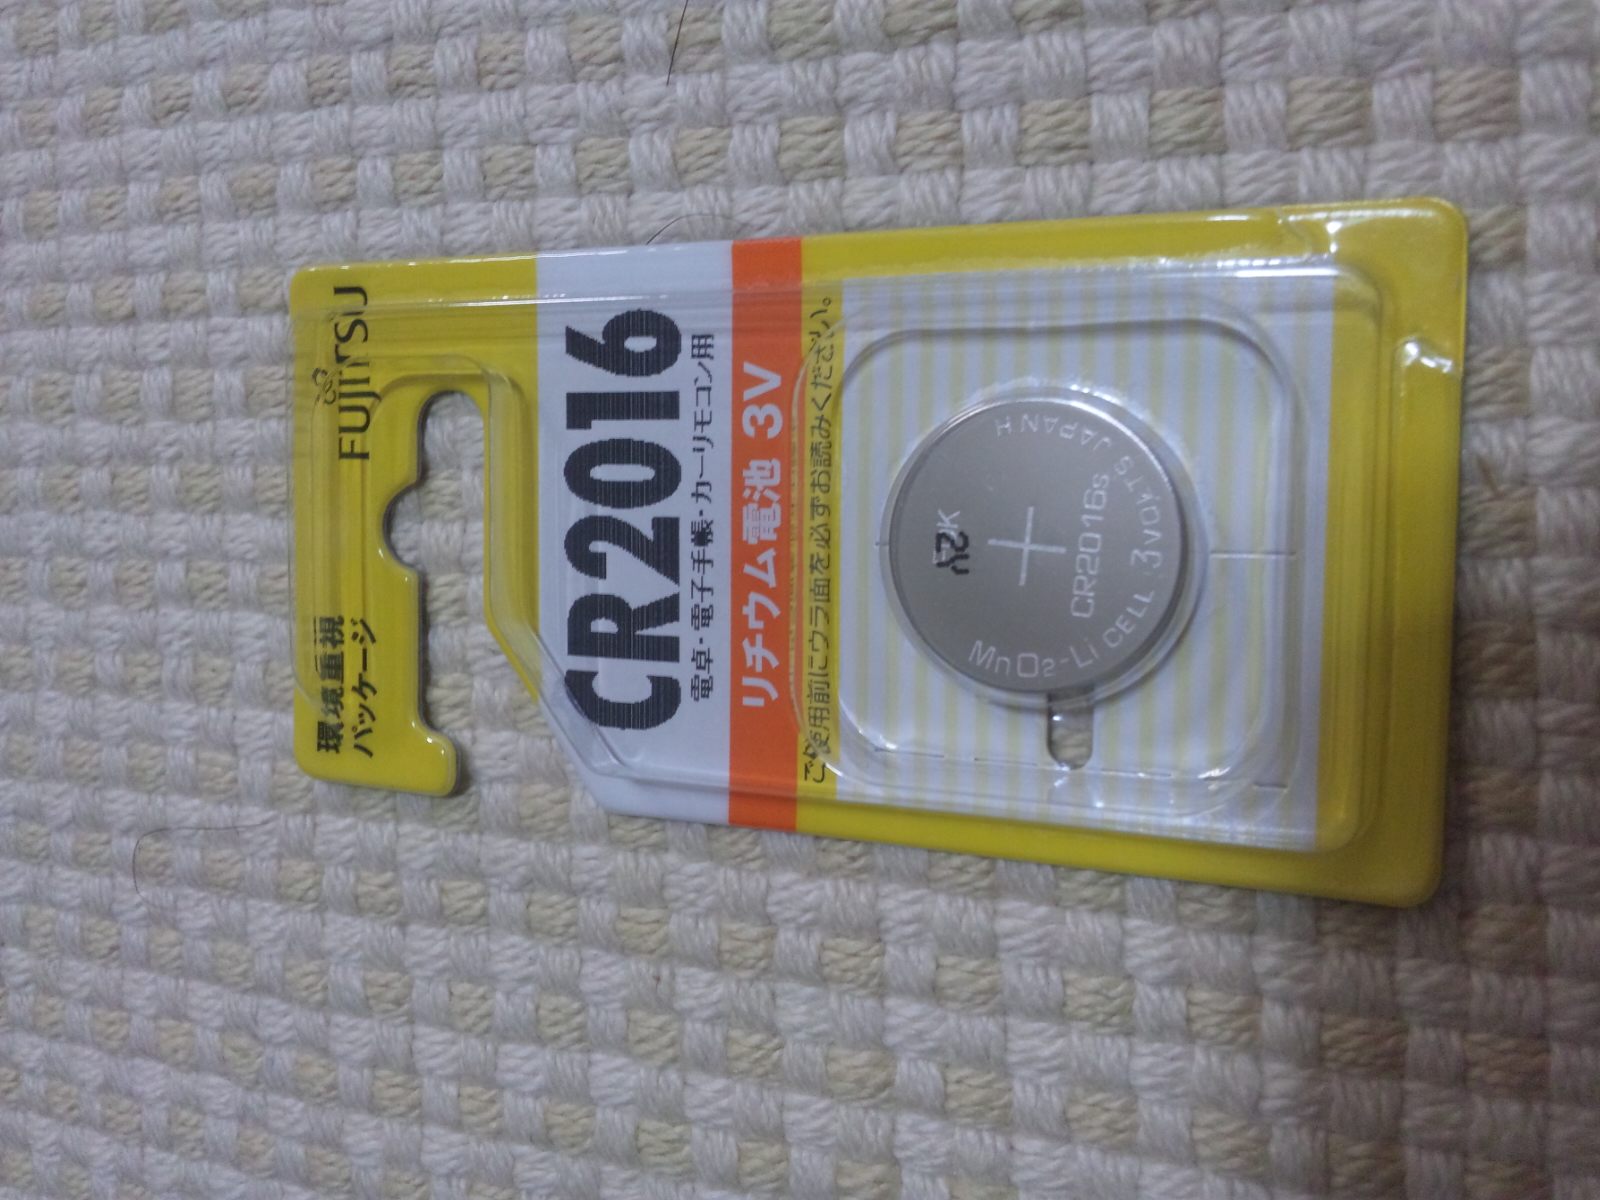 環境重視
パッケージ
FUJITSU
CR2016
電卓・電子手帳・カーリモコン用
リチウム電池 3V
ご使用前にウラ面を必ずお読みください。
+
CR2016s
MnO2-Li CELL 3VOLTS JAPAN H